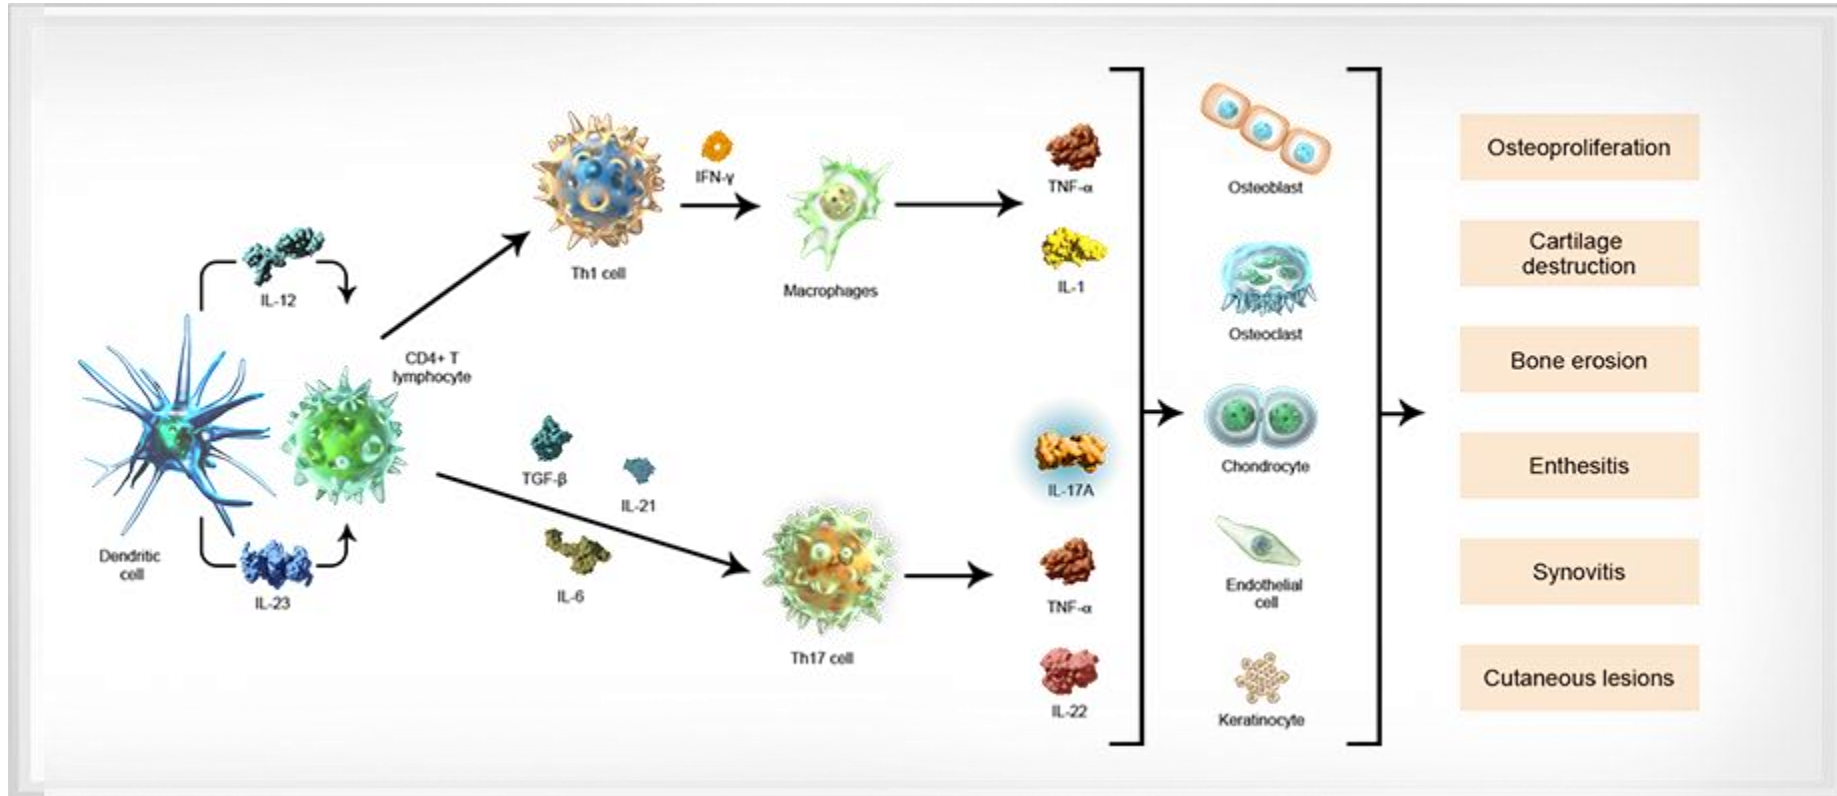 IL-12
Dendritic
cell
IL-23
CD4+ T
lymphocyte
Th1 cell
IFN-γ
Macrophages
TGF-β
IL-21
IL-6
Th17 cell
TNF-α
IL-1
IL-17A
TNF-α
IL-22
Osteoblast
Osteoclast
Chondrocyte
Endothelial
cell
Keratinocyte
Osteoproliferation
Cartilage
destruction
Bone erosion
Enthesitis
Synovitis
Cutaneous lesions